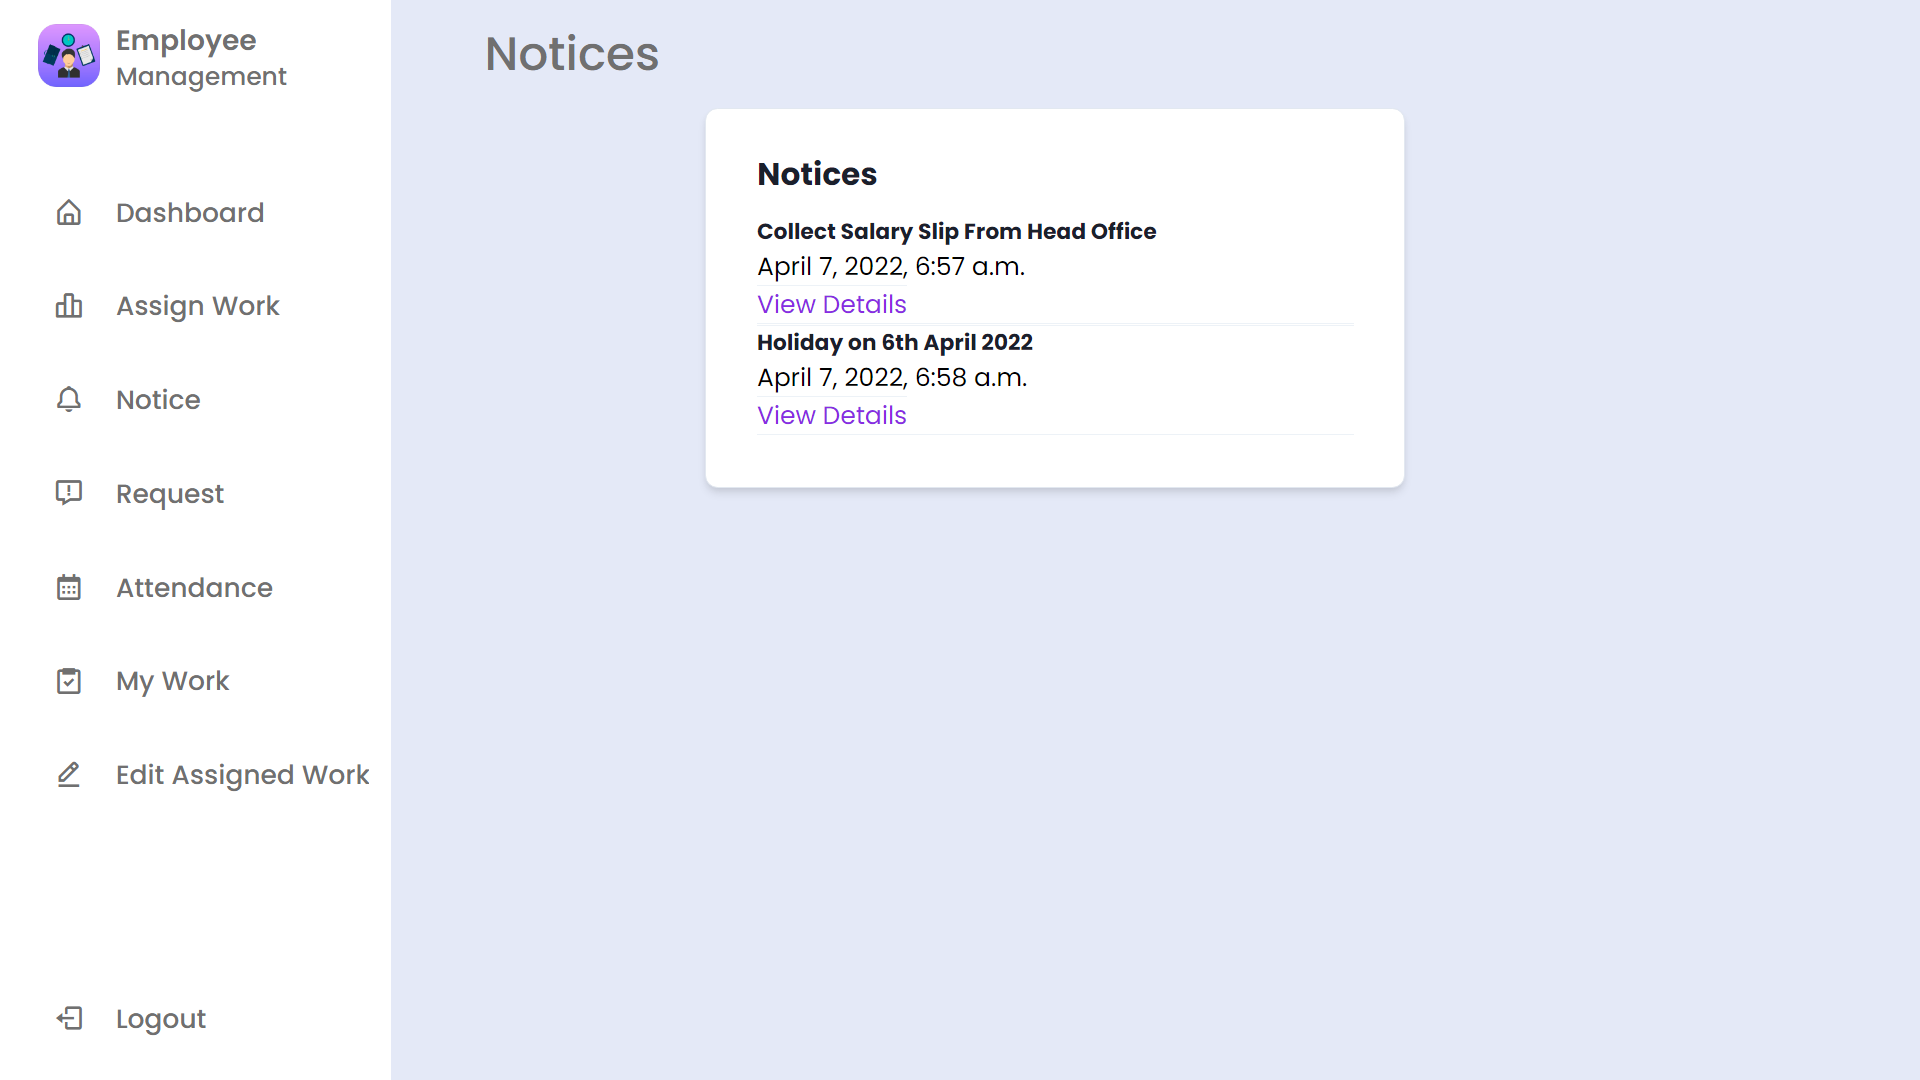 Employee
Management
Dashboard
Assign Work
Notice
Request
Attendance
My Work
Edit Assigned Work
Logout
Notices
Notices
Collect Salary Slip From Head Office
April 7, 2022, 6:57 a.m.
View Details
Holiday on 6th April 2022
April 7, 2022, 6:58 a.m.
View Details